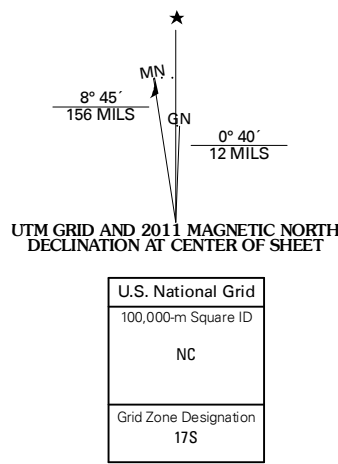 MN
8° 45´
156 MILS
GN
0° 40´
12 MILS
UTM GRID AND 2011 MAGNETIC NORTH
DECLINATION AT CENTER OF SHEET
U.S. National Grid
100,000-m Square ID
NC
Grid Zone Designation
17S